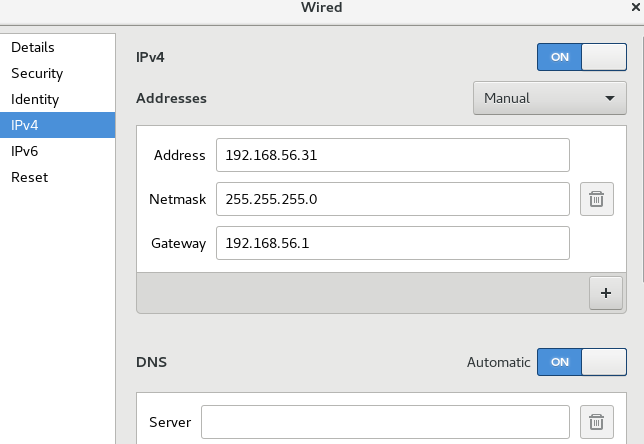 Wired
Details
Security
Identity
IPv4
IPv6
Reset
IPv4 ON
Addresses Manual
Address 192.168.56.31
Netmask 255.255.255.0
Gateway 192.168.56.1
+
DNS Automatic ON
Server